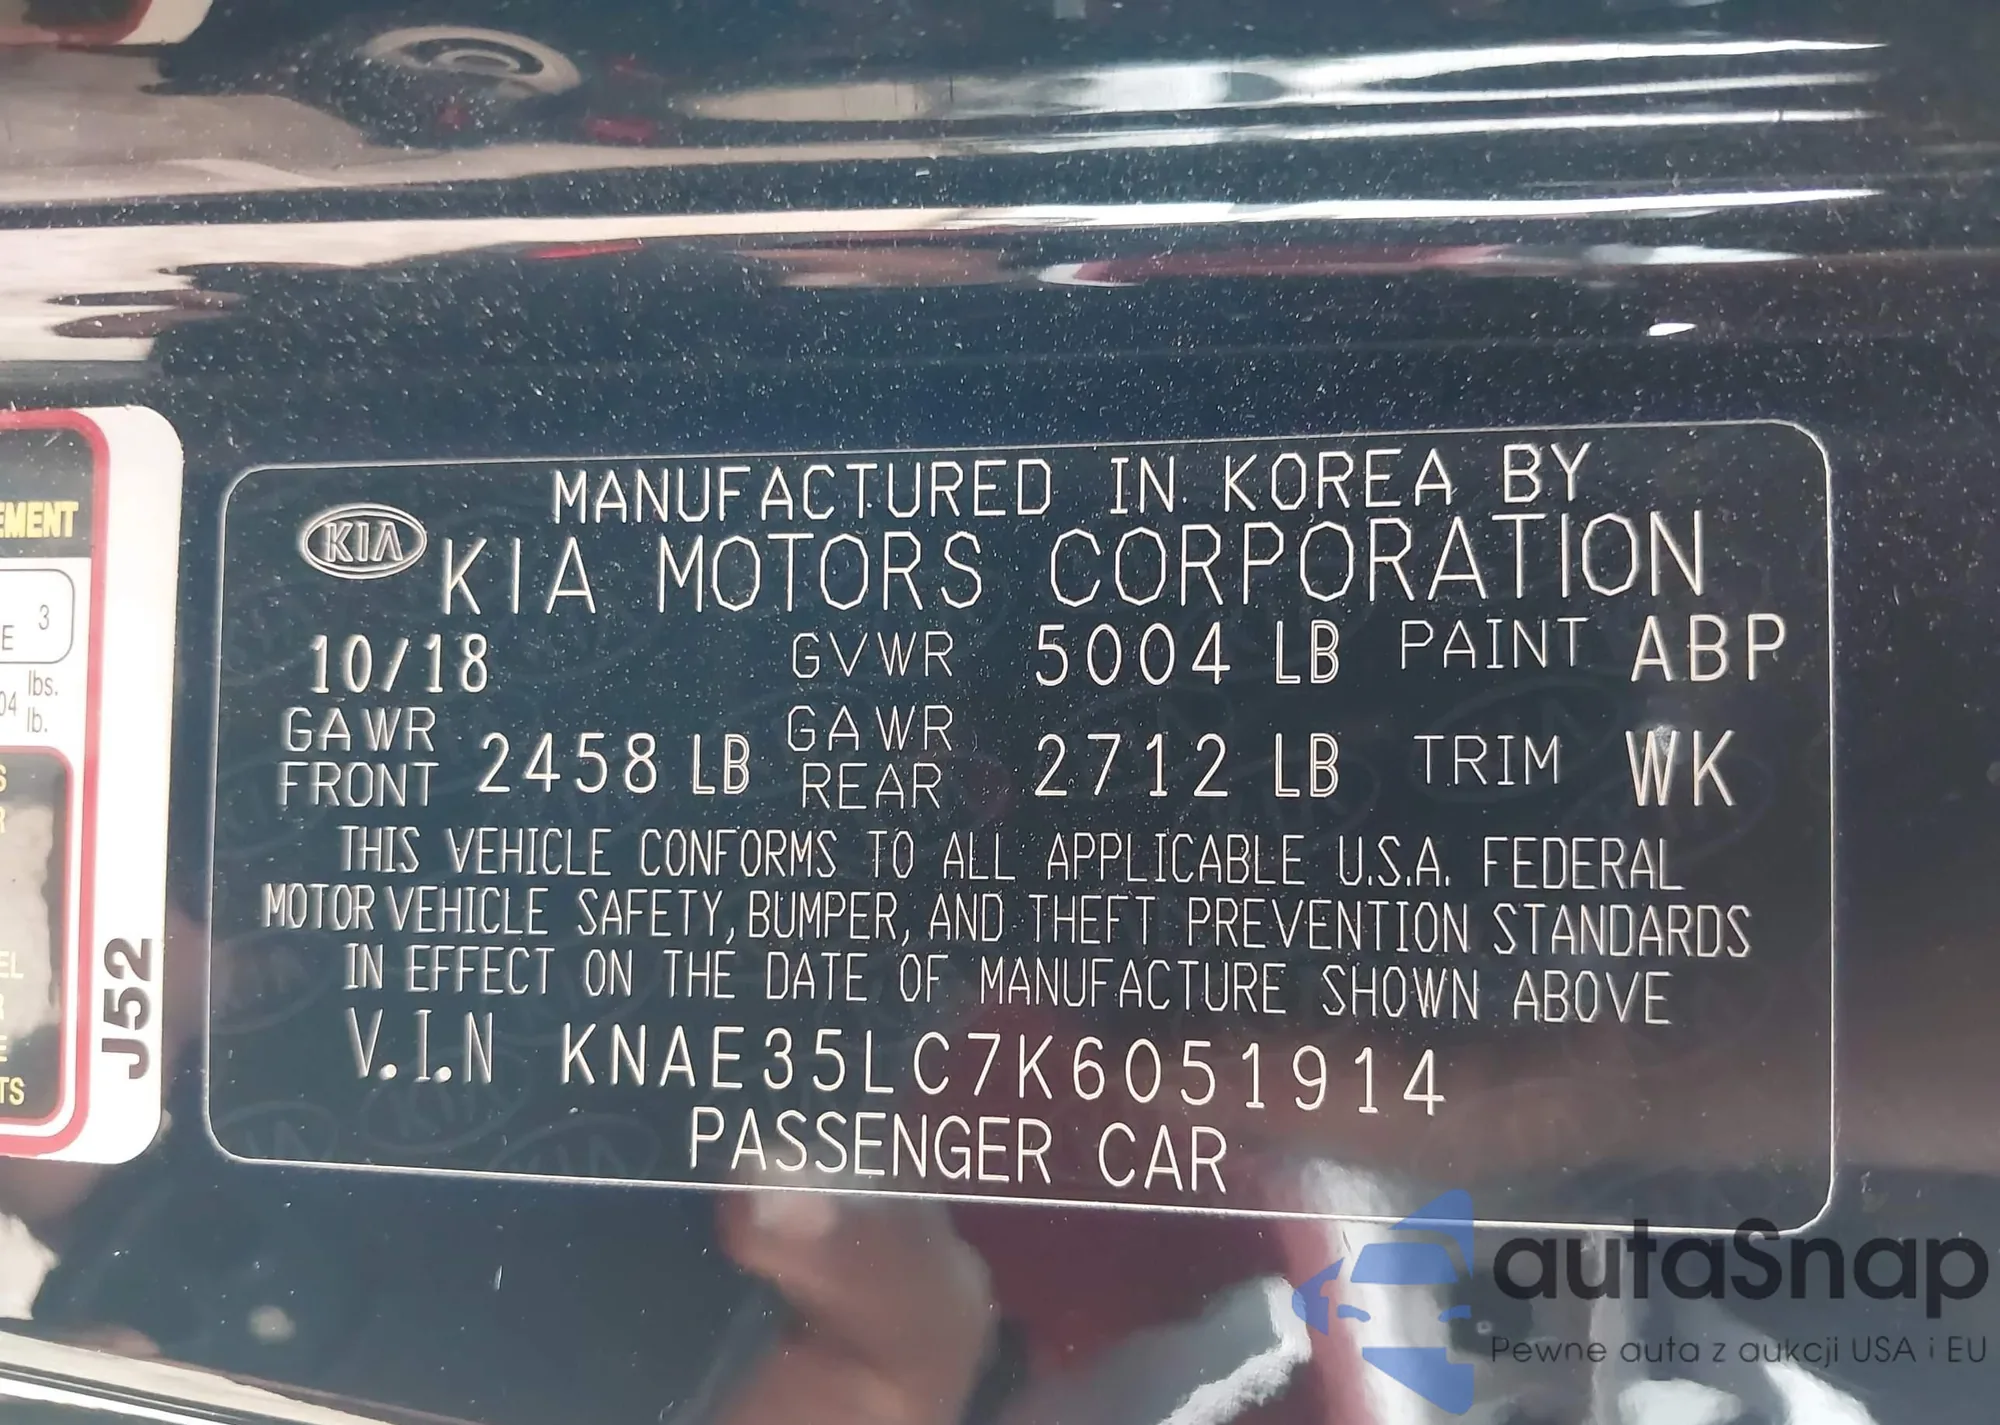 MANUFACTURED IN KOREA BY
KIA KIA MOTORS CORPORATION
10/18 GVWR 5004 LB PAINT ABP
GAWR FRONT 2458 LB GAWR REAR 2712 LB TRIM WK
THIS VEHICLE CONFORMS TO ALL APPLICABLE U.S.A. FEDERAL
MOTOR VEHICLE SAFETY, BUMPER, AND THEFT PREVENTION STANDARDS
IN EFFECT ON THE DATE OF MANUFACTURE SHOWN ABOVE
V.I.N KNAE35LC7K6051914
PASSENGER CAR
3
lbs.
lb.
J52
autaSnap
Pewne auta z aukcji USA i EU